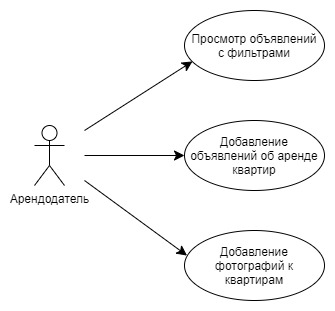 Просмотр объявлений
с фильтрами
Добавление
объявлений об аренде
квартир
Арендодатель
Добавление
фотографий к
квартирам